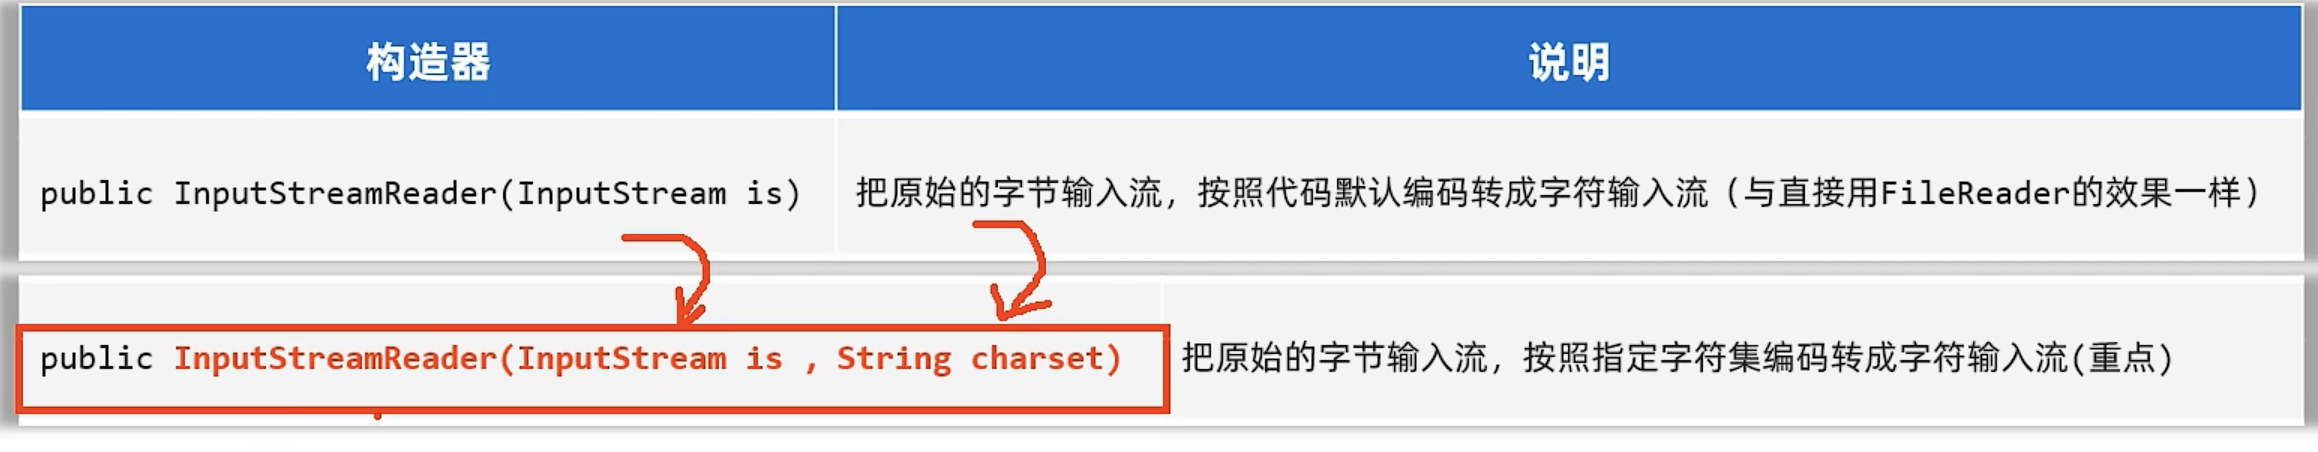 构造器 说明
public InputStreamReader(InputStream is) 把原始的字节输入流，按照代码默认编码转成字符输入流（与直接用FileReader的效果一样）
public InputStreamReader(InputStream is , String charset) 把原始的字节输入流，按照指定字符集编码转成字符输入流(重点)